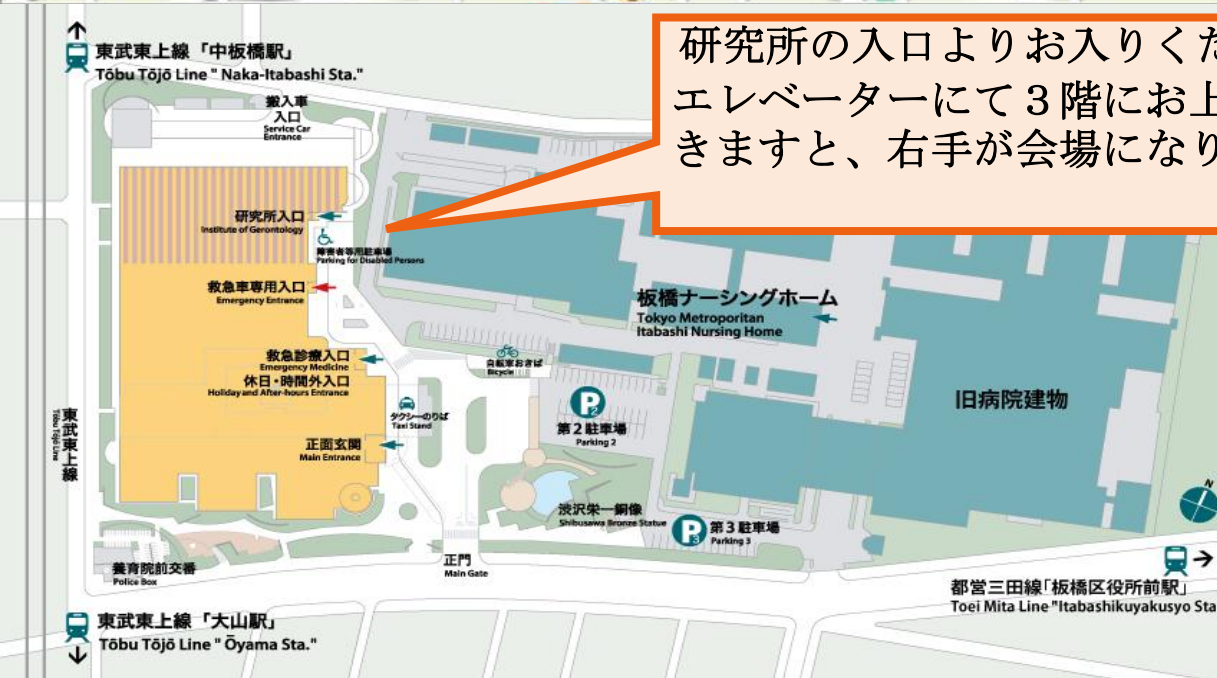 東武東上線「中板橋駅」
Tōbu Tōjō Line " Naka-Itabashi Sta."
搬入車
入口
Service Car
Entrance
研究所の入口よりお入りくだ
エレベーターにて３階にお上
きますと、右手が会場になり
研究所入口
Institute of Gerontology
障害者等用駐車場
Parking for Disabled Persons
救急車専用入口
Emergency Entrance
板橋ナーシングホーム
Tokyo Metroporitan
Itabashi Nursing Home
救急診療入口
Emergency Medicine
休日・時間外入口
Holiday and After-hours Entrance
自転車おきば
Bicycle
タクシーのりば
Taxi Stand
P2
第２駐車場
Parking 2
旧病院建物
東武東上線
Tōbu Tōjō Line
正面玄関
Main Entrance
渋沢栄一銅像
Shibusawa Bronze Statue
P3
第３駐車場
Parking 3
N
養育院前交番
Police Box
正門
Main Gate
都営三田線「板橋区役所前駅」
Toei Mita Line "Itabashikuyakusyo Sta
東武東上線「大山駅」
Tōbu Tōjō Line " Ōyama Sta."